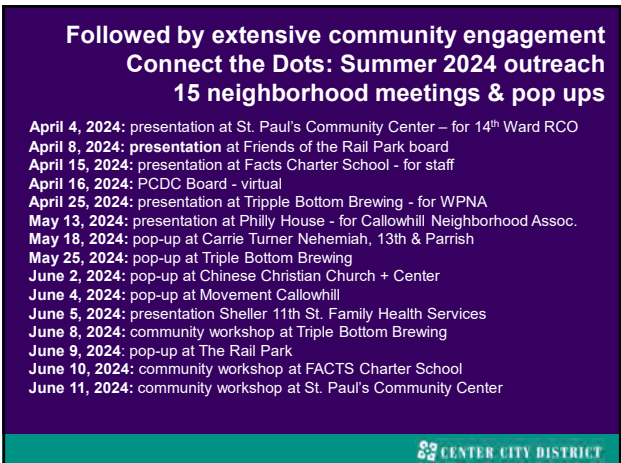 Followed by extensive community engagement
Connect the Dots: Summer 2024 outreach
15 neighborhood meetings & pop ups
April 4, 2024: presentation at St. Paul's Community Center – for 14th Ward RCO
April 8, 2024: presentation at Friends of the Rail Park board
April 15, 2024: presentation at Facts Charter School - for staff
April 16, 2024: PCDC Board - virtual
April 25, 2024: presentation at Tripple Bottom Brewing - for WPNA
May 13, 2024: presentation at Philly House - for Callowhill Neighborhood Assoc.
May 18, 2024: pop-up at Carrie Turner Nehemiah, 13th & Parrish
May 25, 2024: pop-up at Triple Bottom Brewing
June 2, 2024: pop-up at Chinese Christian Church + Center
June 4, 2024: pop-up at Movement Callowhill
June 5, 2024: presentation Sheller 11th St. Family Health Services
June 8, 2024: community workshop at Triple Bottom Brewing
June 9, 2024: pop-up at The Rail Park
June 10, 2024: community workshop at FACTS Charter School
June 11, 2024: community workshop at St. Paul's Community Center
CENTER CITY DISTRICT